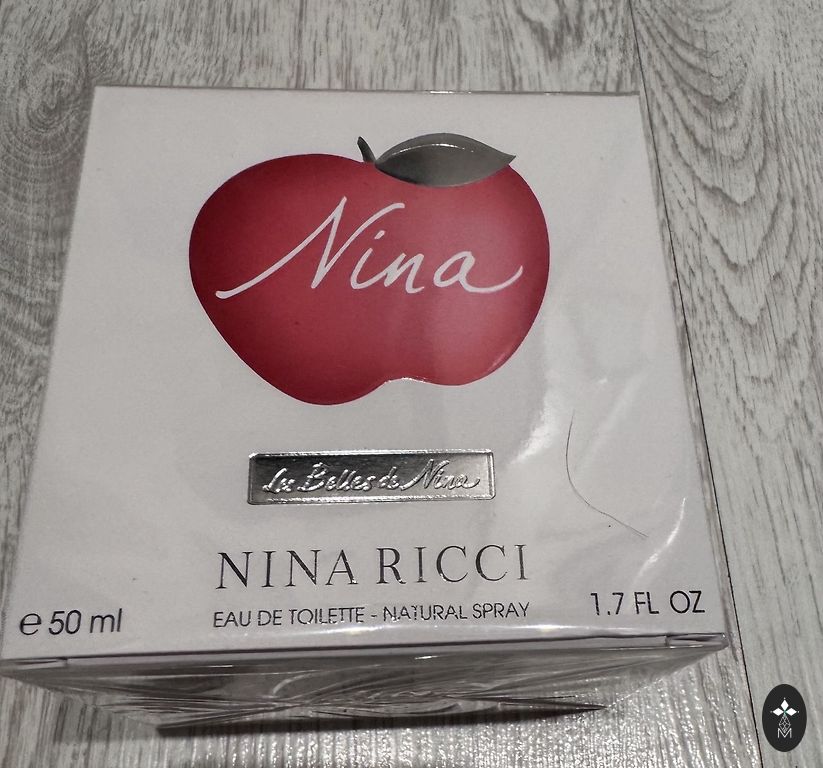 Nina
Les Belles de Nina
NINA RICCI
℮ 50 ml
EAU DE TOILETTE - NATURAL SPRAY
1.7 FL OZ